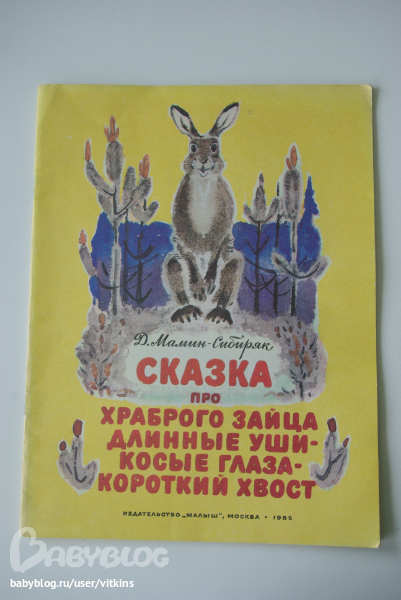 Д. Мамин-Сибиряк
СКАЗКА
ПРО
ХРАБРОГО ЗАЙЦА
ДЛИННЫЕ УШИ-
КОСЫЕ ГЛАЗА-
КОРОТКИЙ ХВОСТ
ИЗДАТЕЛЬСТВО „МАЛЫШ", МОСКВА • 1986
BABYBLOG
babyblog.ru/user/vitkins